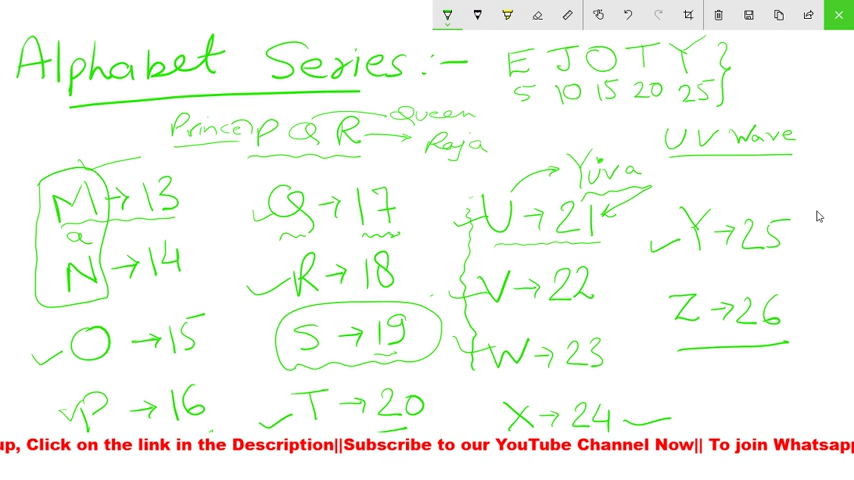 Alphabet Series :-
E J O T Y }
5 10 15 20 25
Prince P Q R → Queen
→ Raja
UV Wave
Yuva
M → 13
a
N → 14
O → 15
P → 16
Q → 17
R → 18
S → 19
T → 20
U → 21
V → 22
W → 23
X → 24
Y → 25
Z → 26
up, Click on the link in the Description||Subscribe to our YouTube Channel Now|| To join Whatsapp